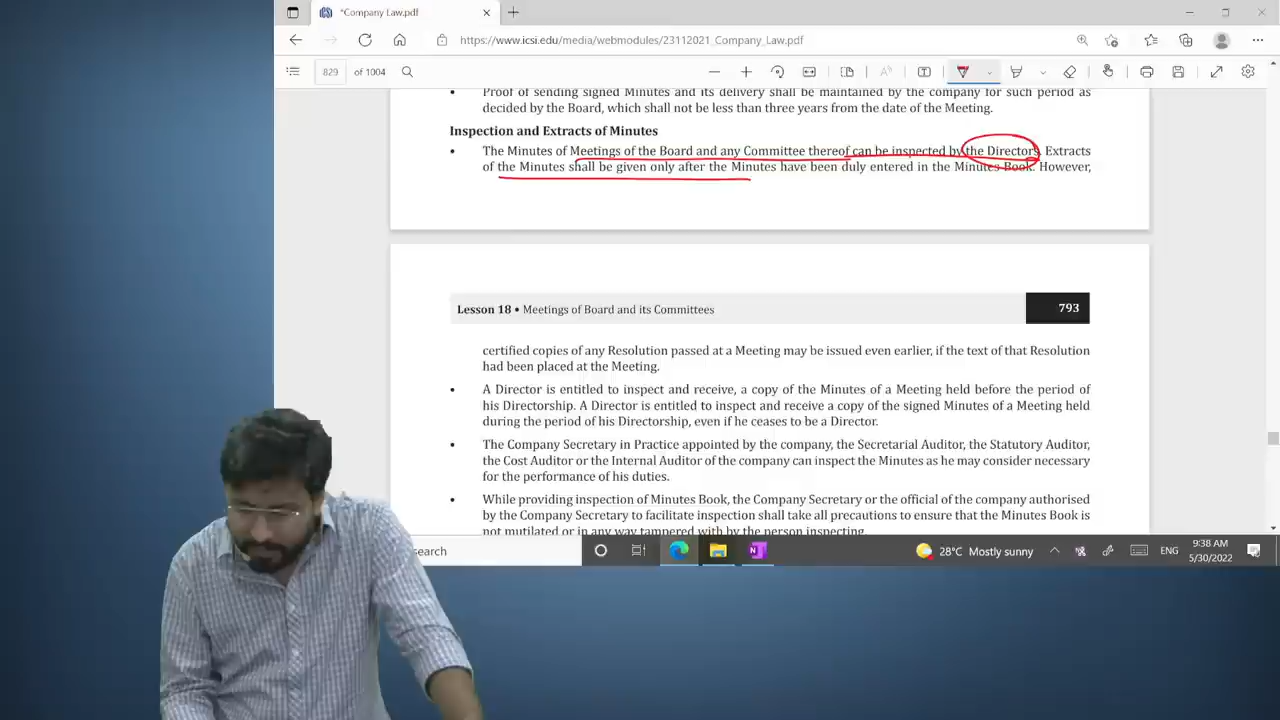 *Company Law.pdf
https://www.icsi.edu/media/webmodules/23112021_Company_Law.pdf
829 of 1004
Proof of sending signed Minutes and its delivery shall be maintained by the company for such period as
decided by the Board, which shall not be less than three years from the date of the Meeting.
Inspection and Extracts of Minutes
• The Minutes of Meetings of the Board and any Committee thereof can be inspected by the Directors. Extracts
of the Minutes shall be given only after the Minutes have been duly entered in the Minutes Book. However,
Lesson 18 • Meetings of Board and its Committees 793
certified copies of any Resolution passed at a Meeting may be issued even earlier, if the text of that Resolution
had been placed at the Meeting.
• A Director is entitled to inspect and receive, a copy of the Minutes of a Meeting held before the period of
his Directorship. A Director is entitled to inspect and receive a copy of the signed Minutes of a Meeting held
during the period of his Directorship, even if he ceases to be a Director.
• The Company Secretary in Practice appointed by the company, the Secretarial Auditor, the Statutory Auditor,
the Cost Auditor or the Internal Auditor of the company can inspect the Minutes as he may consider necessary
for the performance of his duties.
• While providing inspection of Minutes Book, the Company Secretary or the official of the company authorised
by the Company Secretary to facilitate inspection shall take all precautions to ensure that the Minutes Book is
not mutilated or in any way tampered with by the person inspecting.
search
28°C Mostly sunny
ENG
9:38 AM
5/30/2022